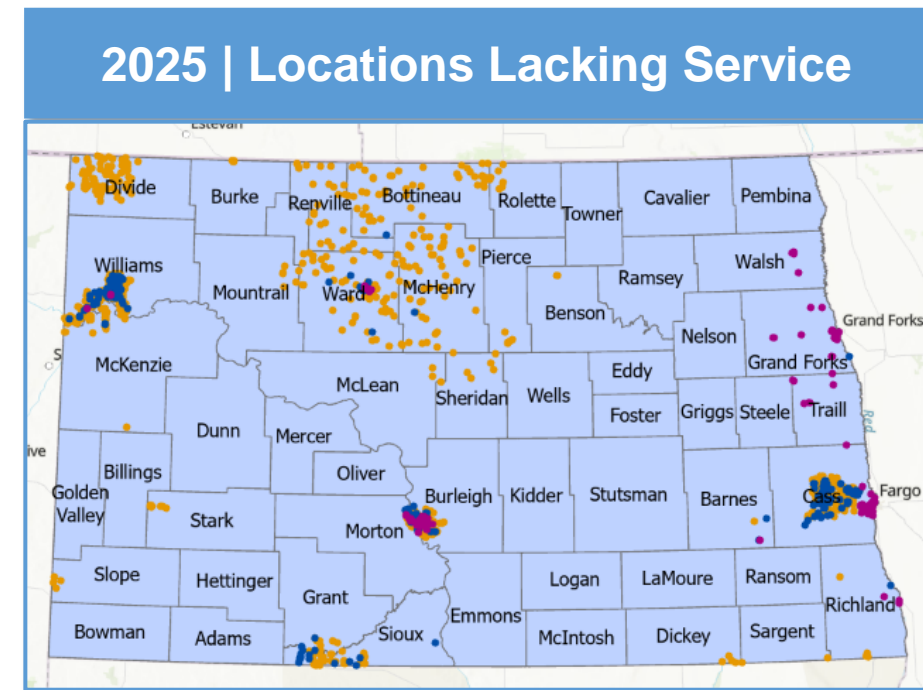 2025 | Locations Lacking Service
Estevan
Divide
Burke
Renville
Bottineau
Rolette
Towner
Cavalier
Pembina
Williams
Mountrail
Ward
McHenry
Pierce
Benson
Ramsey
Walsh
Nelson
Grand Forks
Grand Forks
McKenzie
McLean
Sheridan
Wells
Eddy
Foster
Griggs
Steele
Traill
Red
Dunn
Mercer
Oliver
Billings
Golden
Valley
Stark
Morton
Burleigh
Kidder
Stutsman
Barnes
Cass
Fargo
Slope
Hettinger
Grant
Sioux
Emmons
Logan
LaMoure
Ransom
Richland
Bowman
Adams
McIntosh
Dickey
Sargent